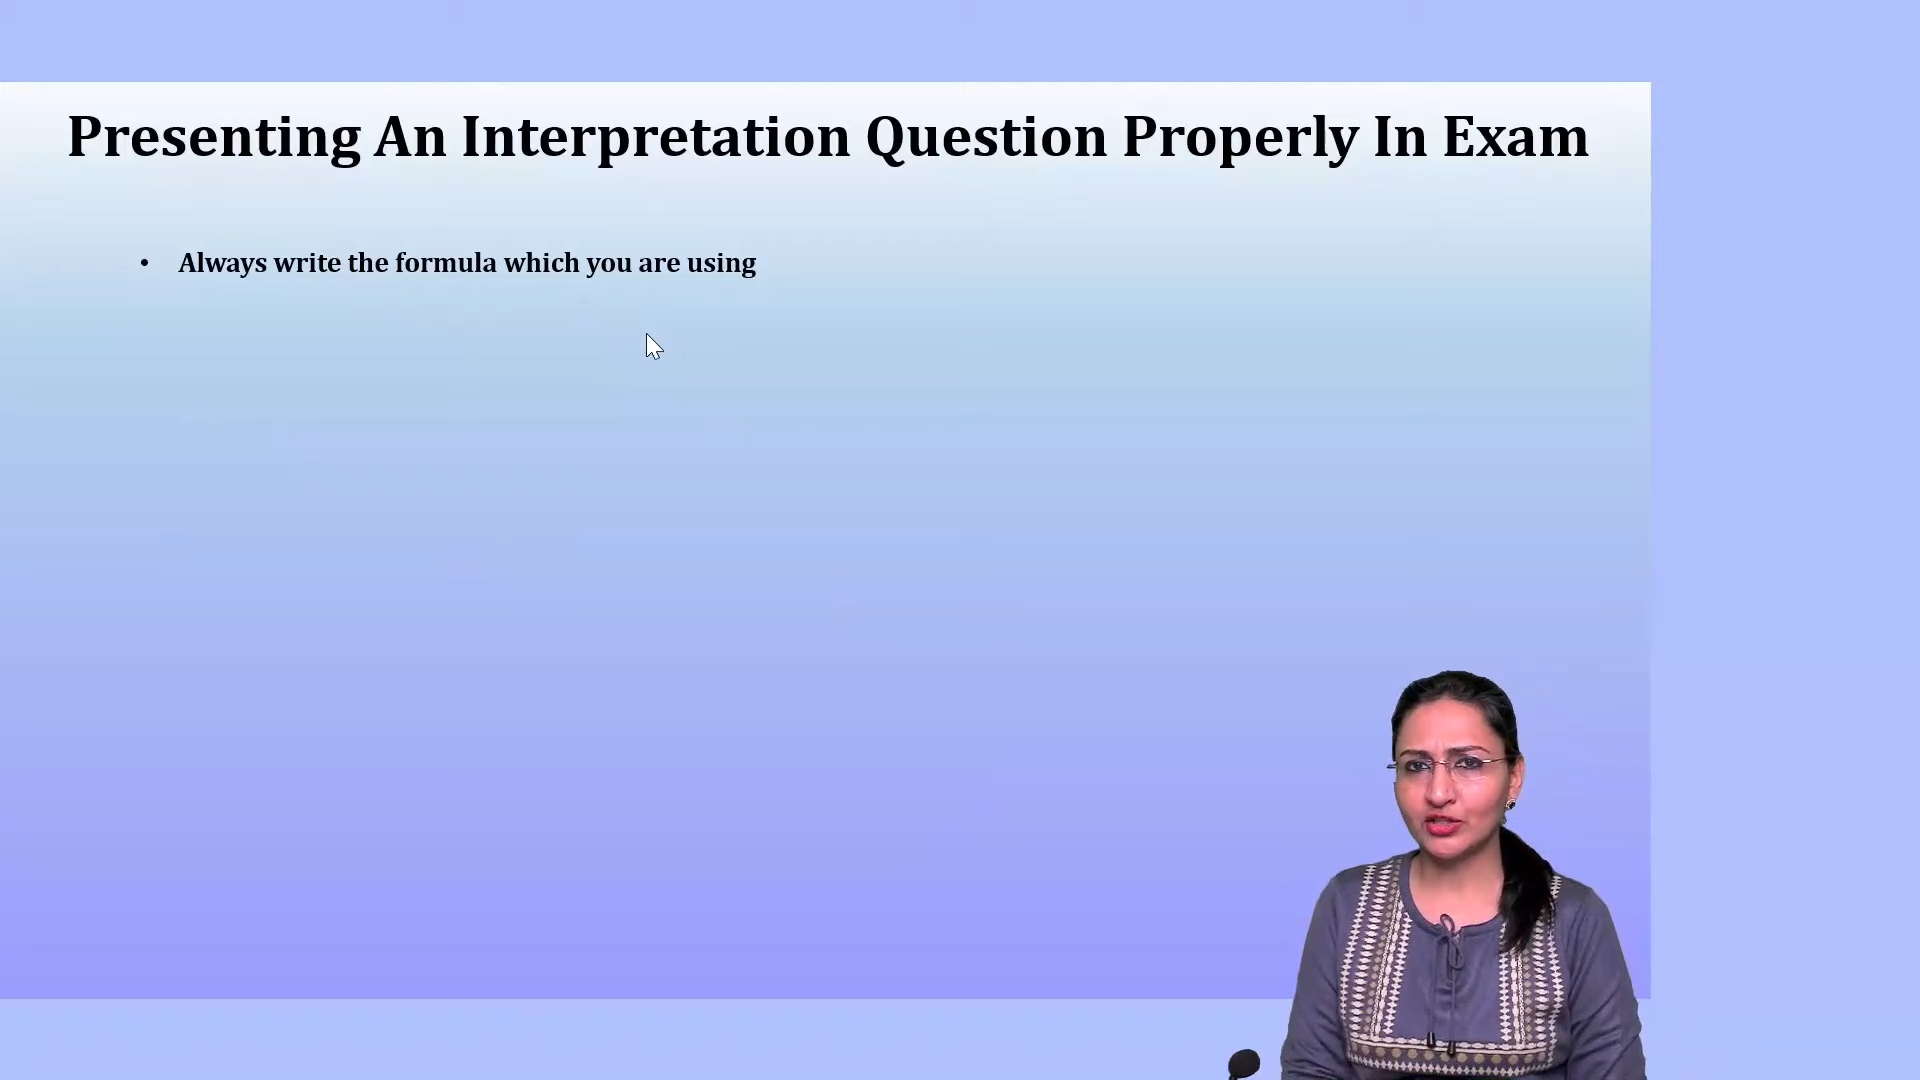 Presenting An Interpretation Question Properly In Exam
• Always write the formula which you are using